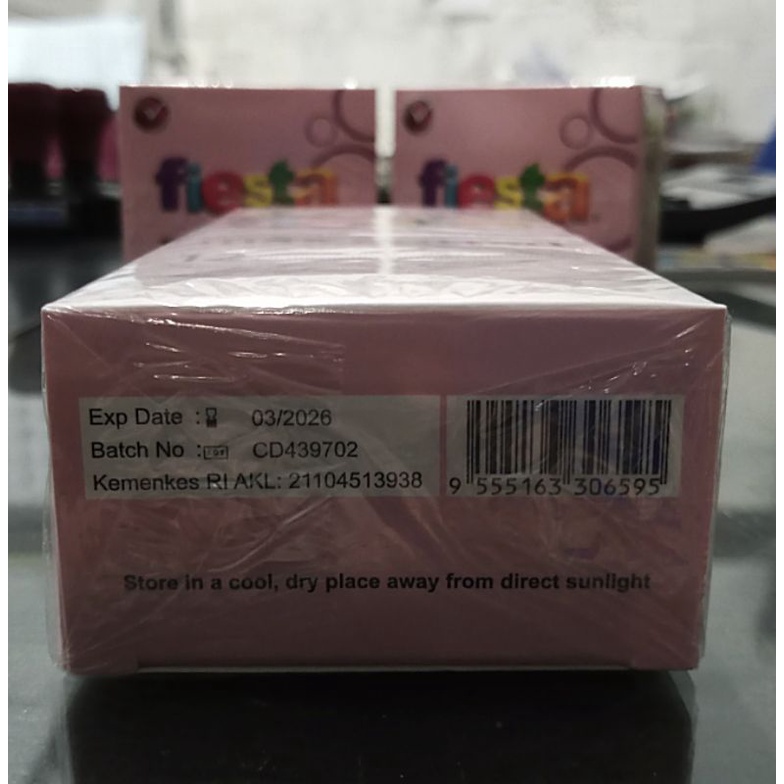 fiesta
fiesta
Exp Date : 03/2026
Batch No : LOT CD439702
Kemenkes RI AKL: 21104513938
9 555163 306595
Store in a cool, dry place away from direct sunlight